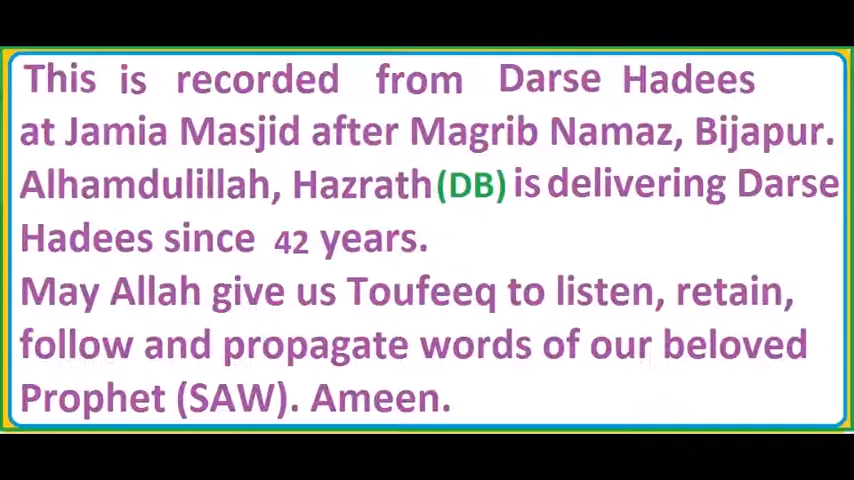 This is recorded from Darse Hadees
at Jamia Masjid after Magrib Namaz, Bijapur.
Alhamdulillah, Hazrath(DB) is delivering Darse
Hadees since 42 years.
May Allah give us Toufeeq to listen, retain,
follow and propagate words of our beloved
Prophet (SAW). Ameen.